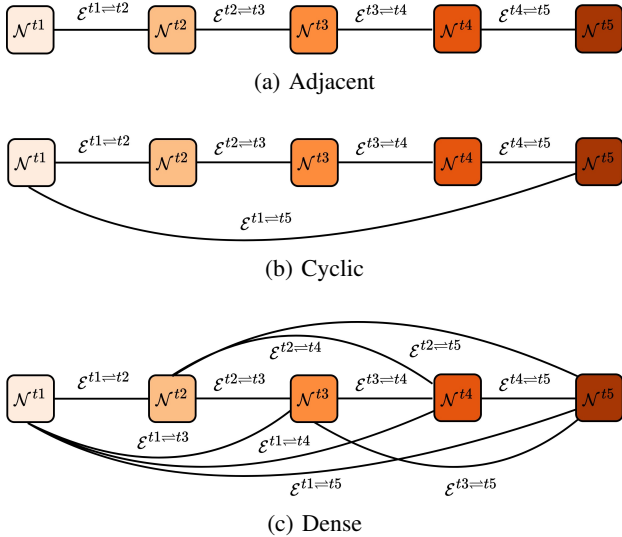 ℰ^{t1⇌t2} ℰ^{t2⇌t3} ℰ^{t3⇌t4} ℰ^{t4⇌t5}
𝒩^{t1} 𝒩^{t2} 𝒩^{t3} 𝒩^{t4} 𝒩^{t5}
(a) Adjacent
ℰ^{t1⇌t2} ℰ^{t2⇌t3} ℰ^{t3⇌t4} ℰ^{t4⇌t5}
𝒩^{t1} 𝒩^{t2} 𝒩^{t3} 𝒩^{t4} 𝒩^{t5}
ℰ^{t1⇌t5}
(b) Cyclic
ℰ^{t2⇌t4} ℰ^{t2⇌t5}
ℰ^{t1⇌t2} ℰ^{t2⇌t3} ℰ^{t3⇌t4} ℰ^{t4⇌t5}
𝒩^{t1} 𝒩^{t2} 𝒩^{t3} 𝒩^{t4} 𝒩^{t5}
ℰ^{t1⇌t3} ℰ^{t1⇌t4}
ℰ^{t1⇌t5} ℰ^{t3⇌t5}
(c) Dense